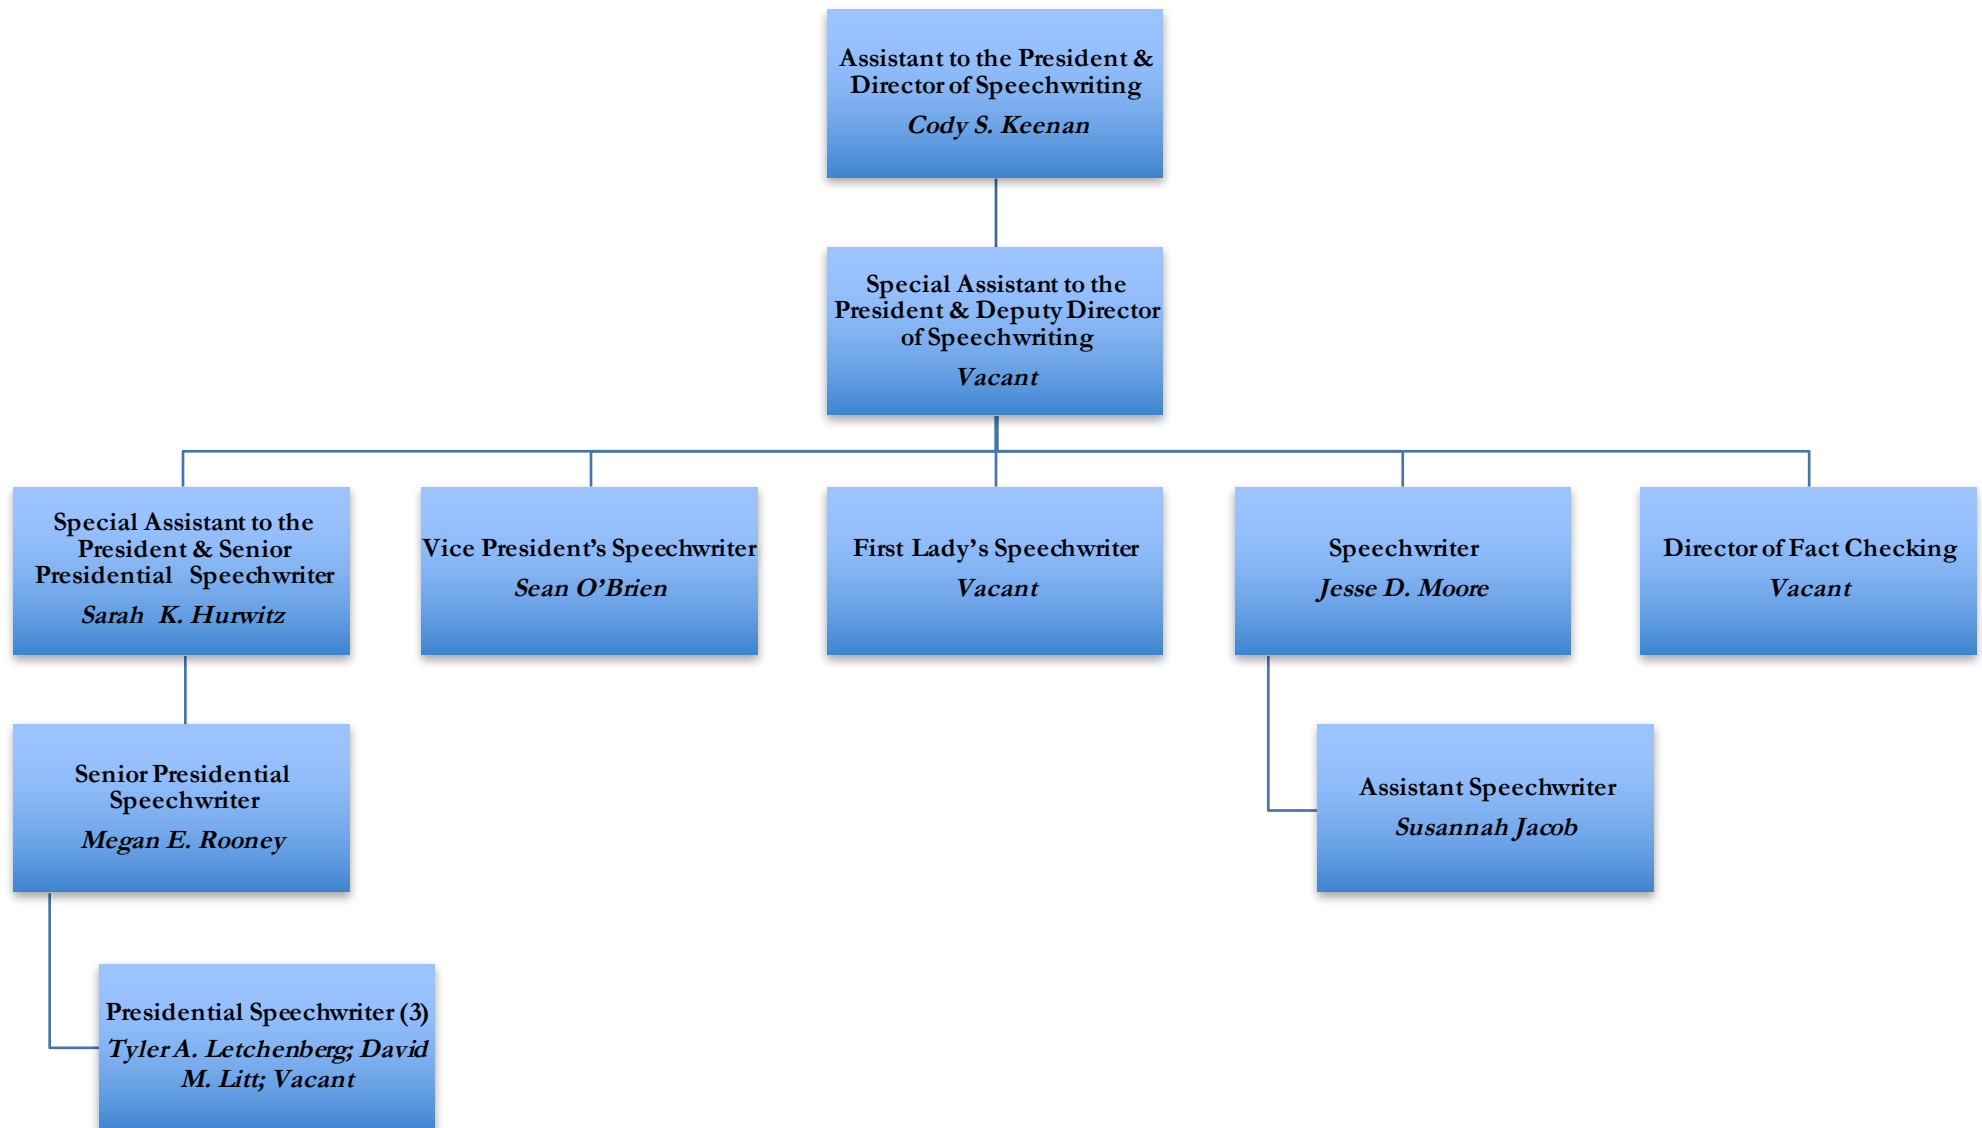 Assistant to the President &
Director of Speechwriting
Cody S. Keenan
Special Assistant to the
President & Deputy Director
of Speechwriting
Vacant
Special Assistant to the
President & Senior
Presidential Speechwriter
Sarah K. Hurwitz
Vice President’s Speechwriter
Sean O’Brien
First Lady’s Speechwriter
Vacant
Speechwriter
Jesse D. Moore
Director of Fact Checking
Vacant
Senior Presidential
Speechwriter
Megan E. Rooney
Assistant Speechwriter
Susannah Jacob
Presidential Speechwriter (3)
Tyler A. Letchenberg; David
M. Litt; Vacant